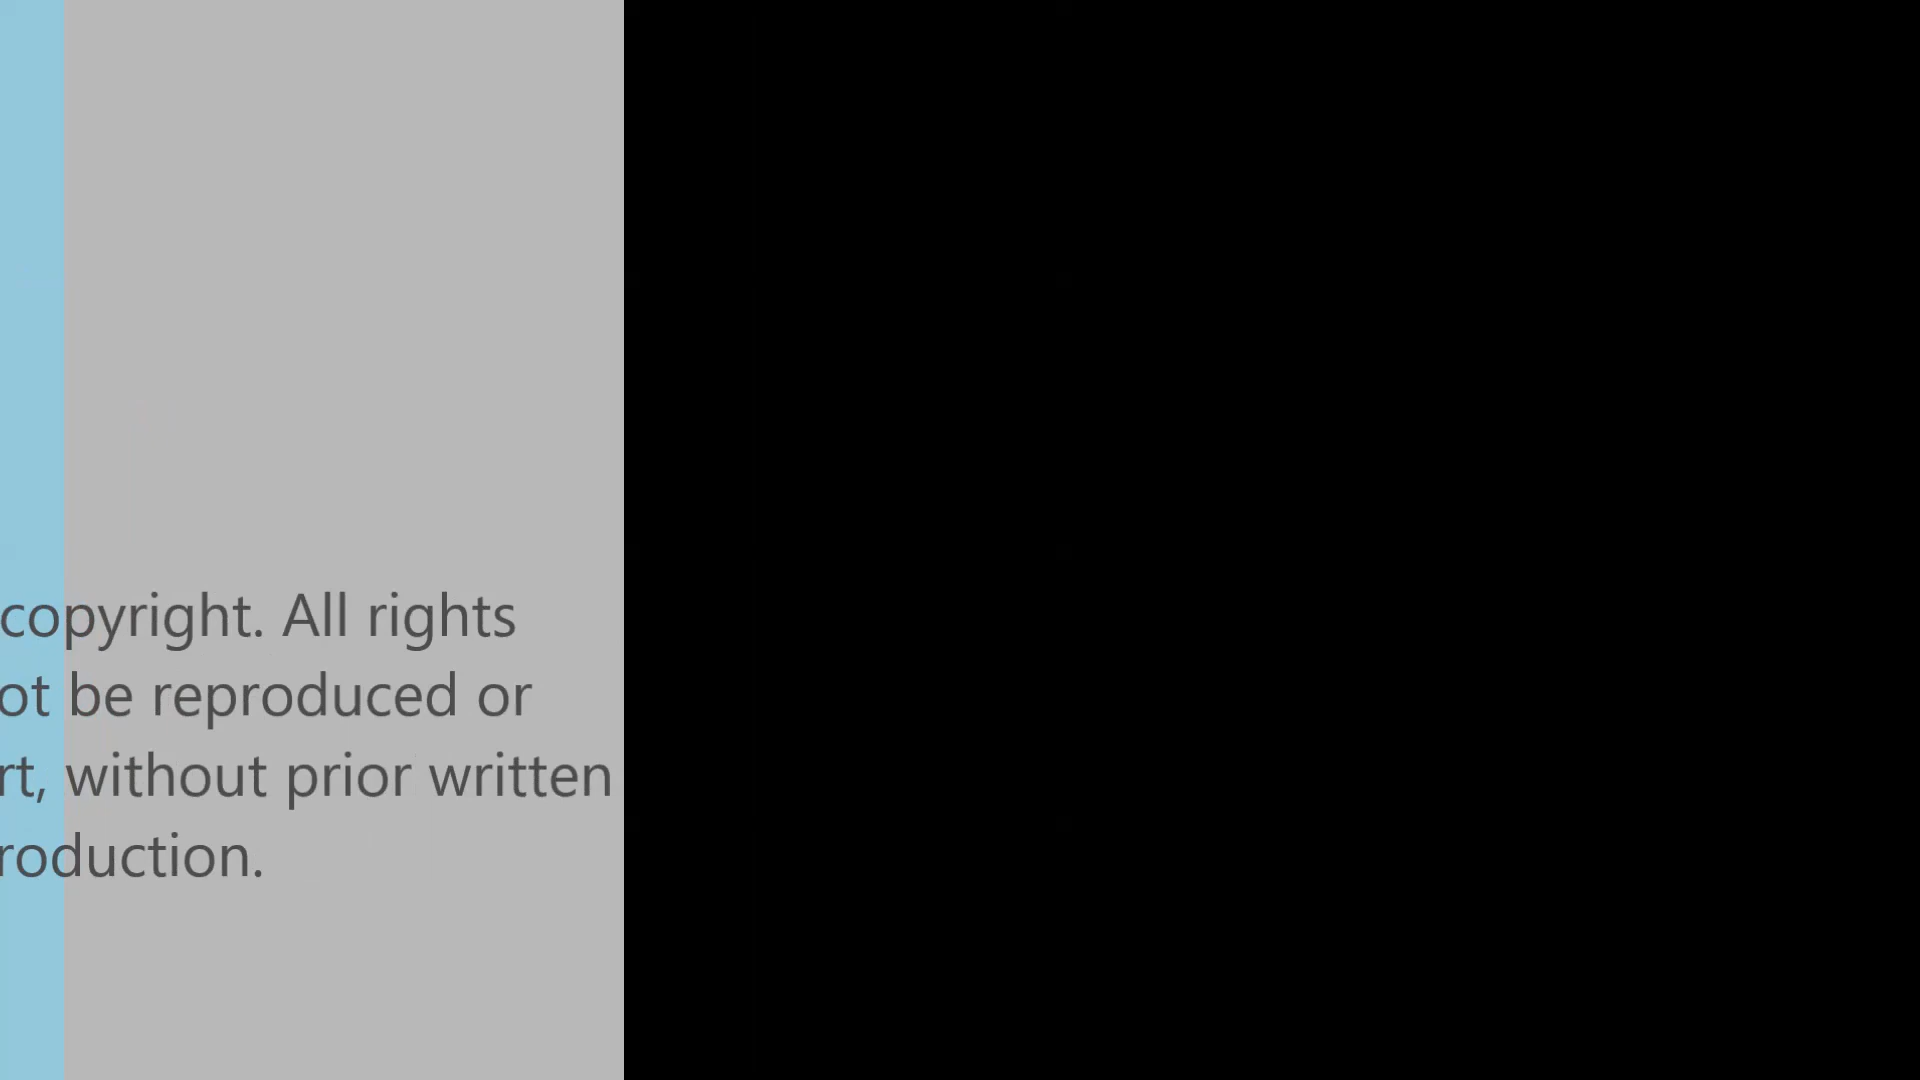 copyright. All rights
ot be reproduced or
rt, without prior written
roduction.